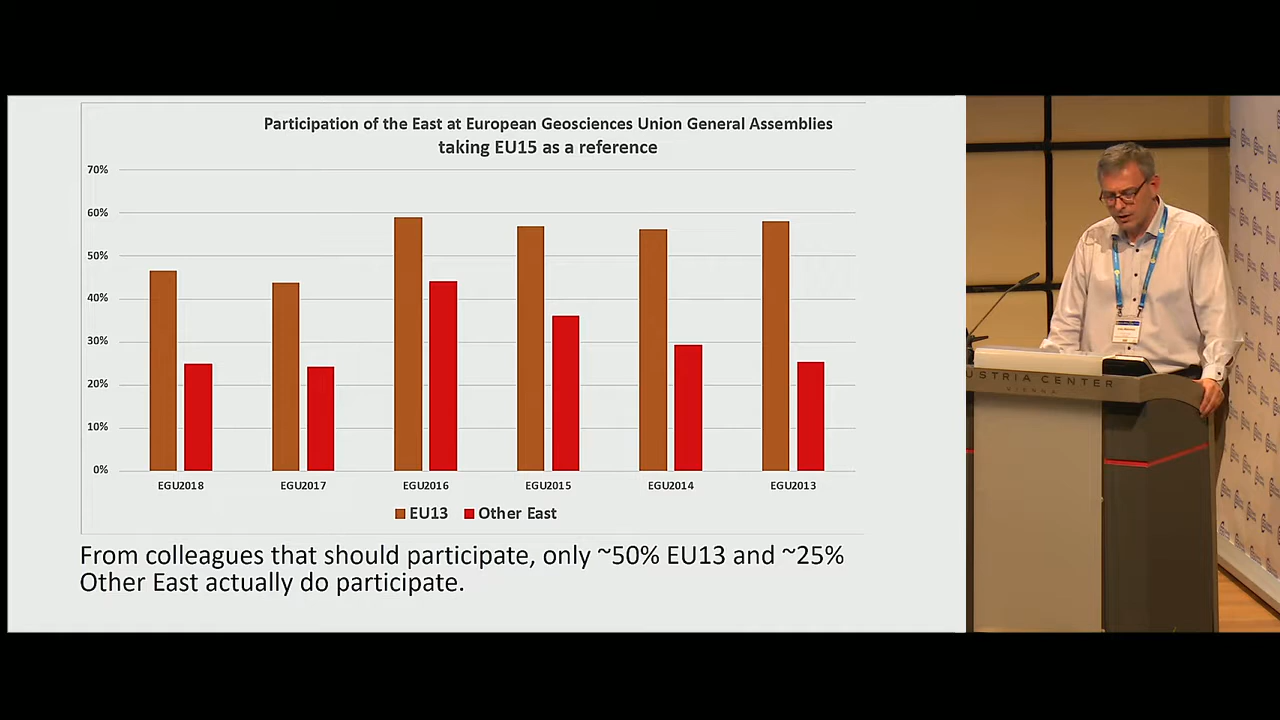 Participation of the East at European Geosciences Union General Assemblies
taking EU15 as a reference
70%
60%
50%
40%
30%
20%
10%
0%
EGU2018
EGU2017
EGU2016
EGU2015
EGU2014
EGU2013
EU13
Other East
From colleagues that should participate, only ~50% EU13 and ~25%
Other East actually do participate.
USTRIA CENTER
VIENNA